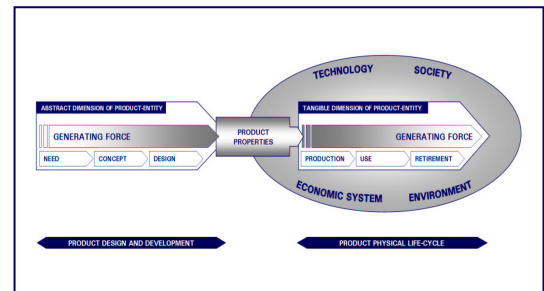 TECHNOLOGY
SOCIETY
ABSTRACT DIMENSION OF PRODUCT-ENTITY
TANGIBLE DIMENSION OF PRODUCT-ENTITY
GENERATING FORCE
PRODUCT
PROPERTIES
GENERATING FORCE
NEED
CONCEPT
DESIGN
PRODUCTION
USE
RETIREMENT
ECONOMIC SYSTEM
ENVIRONMENT
PRODUCT DESIGN AND DEVELOPMENT
PRODUCT PHYSICAL LIFE-CYCLE